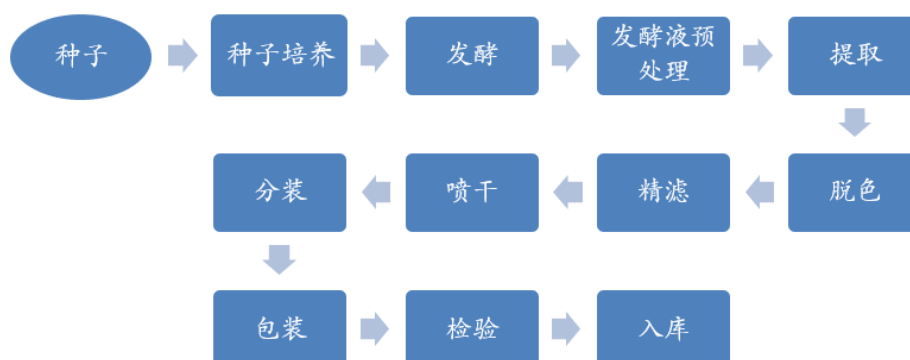 种子
种子培养
发酵
发酵液预
处理
提取
脱色
精滤
喷干
分装
包装
检验
入库